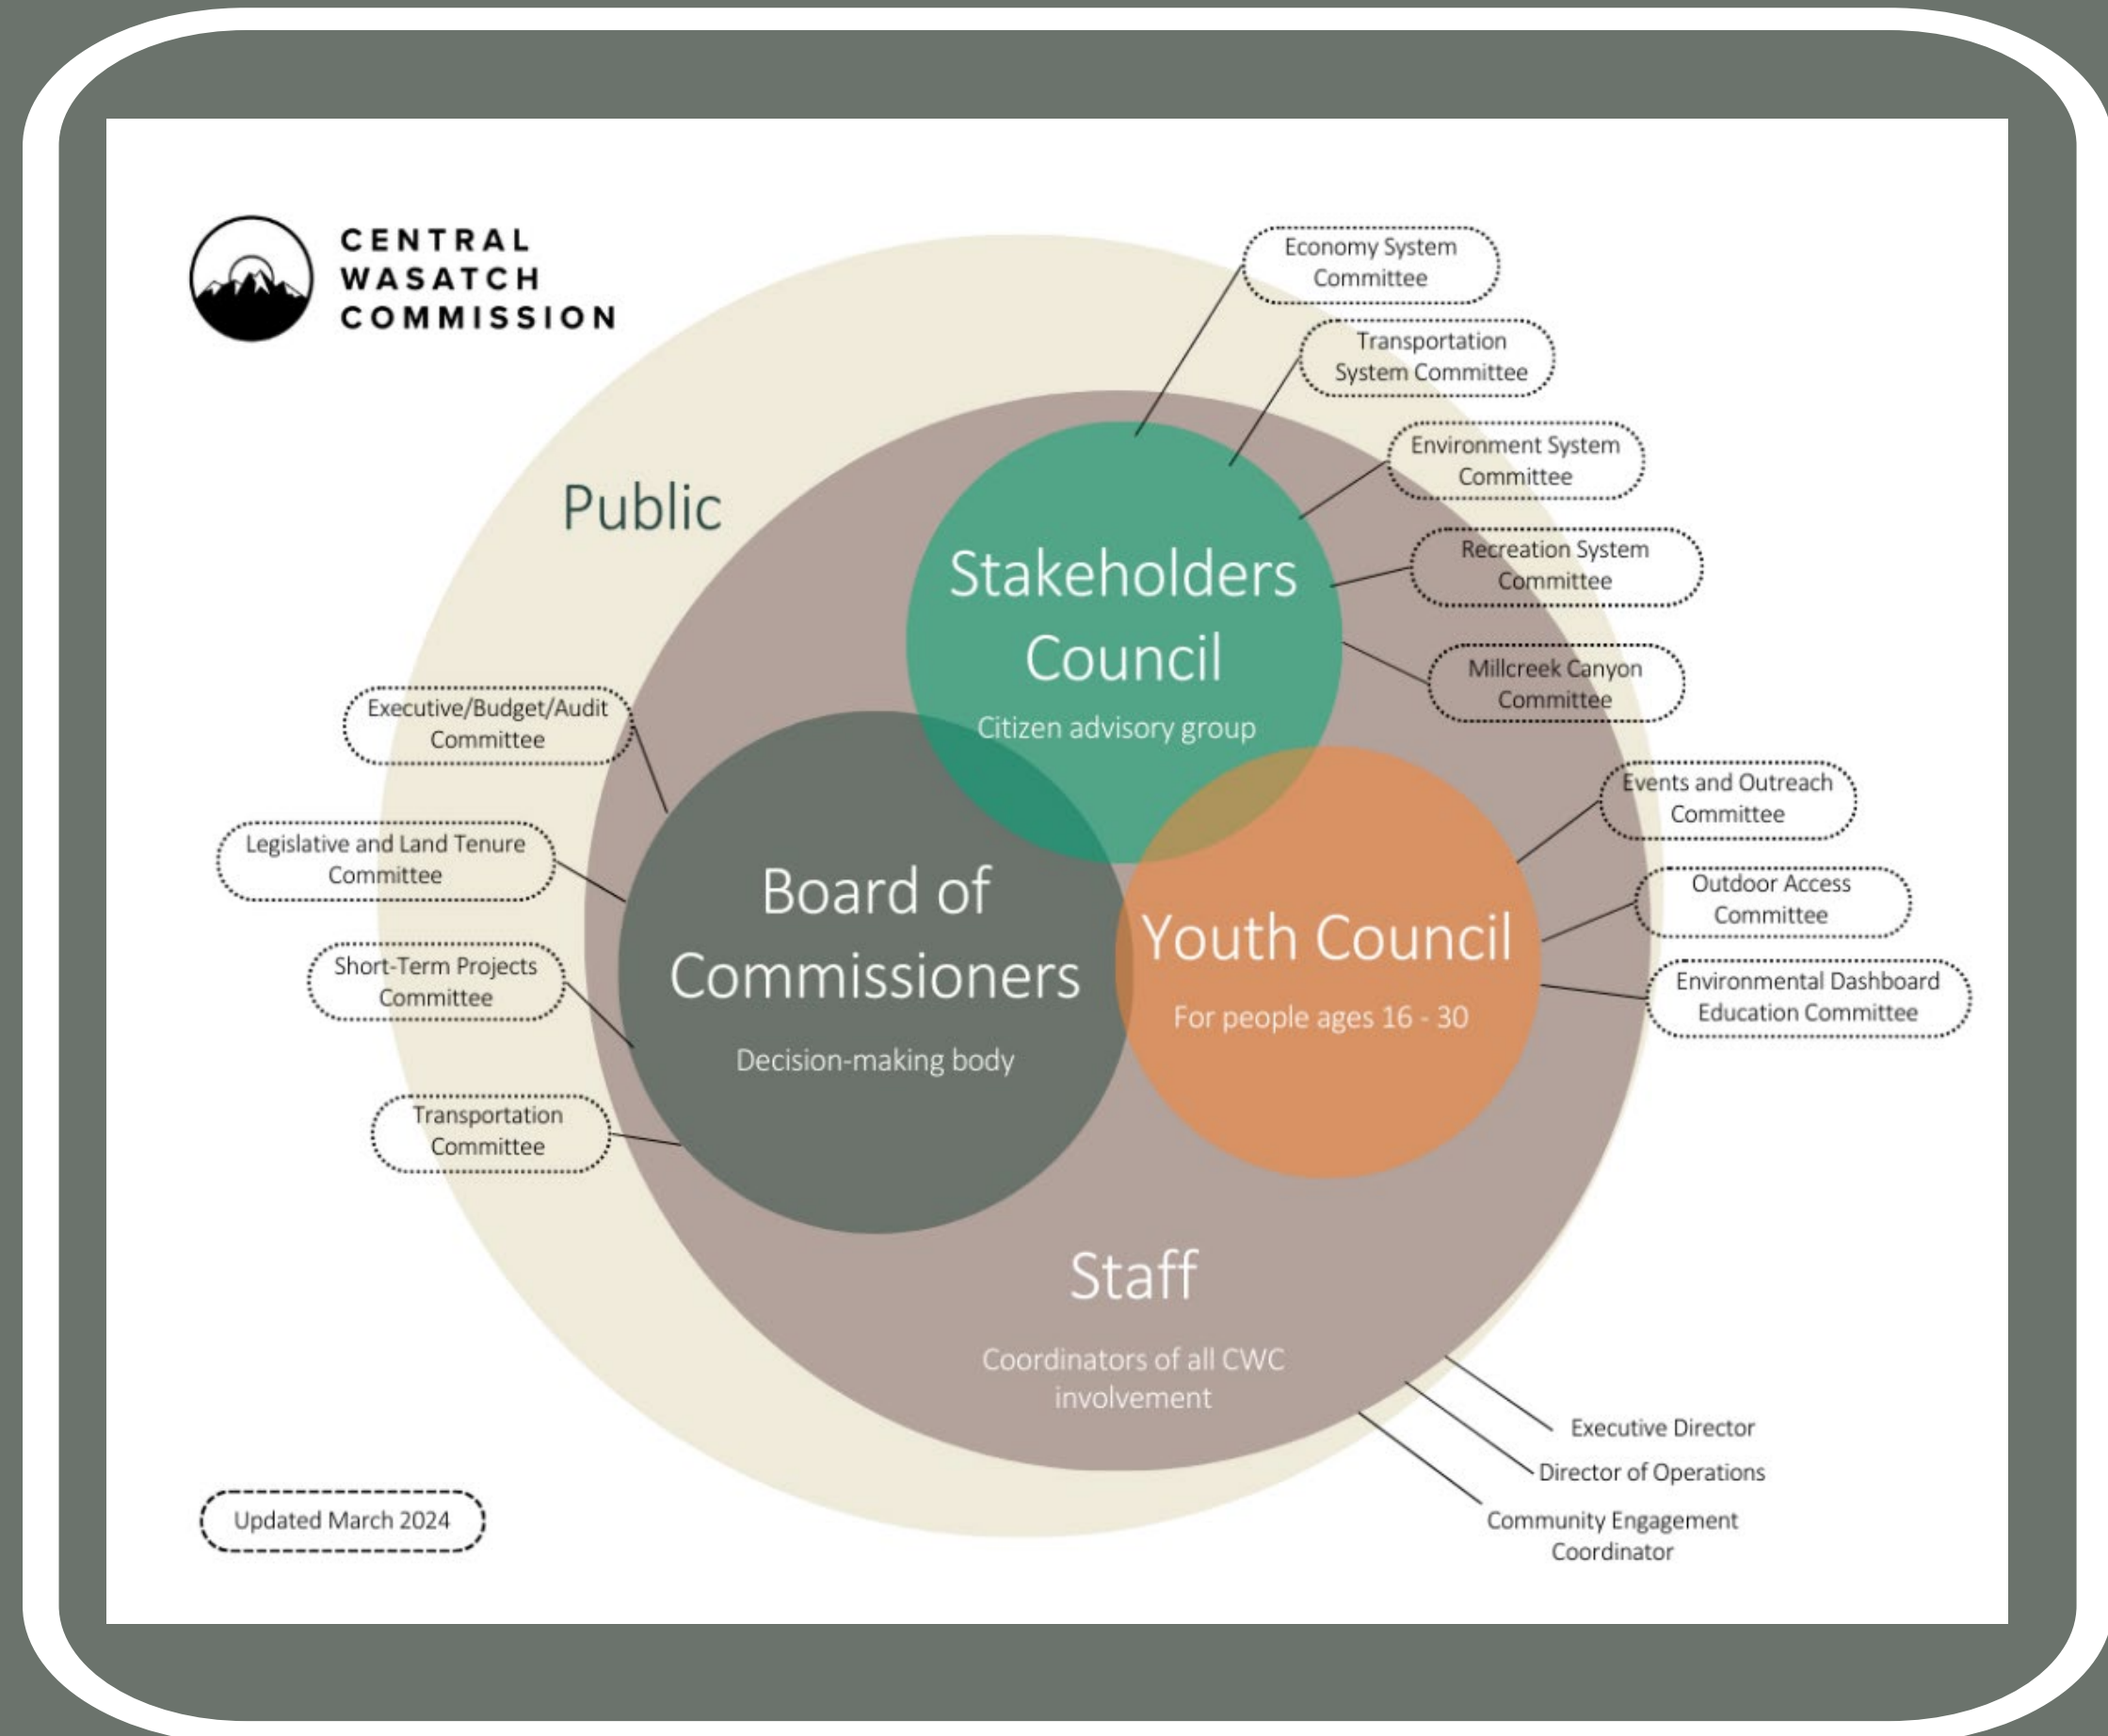 CENTRAL
WASATCH
COMMISSION
Economy System
Committee
Transportation
System Committee
Environment System
Committee
Recreation System
Committee
Millcreek Canyon
Committee
Public
Stakeholders
Council
Citizen advisory group
Executive/Budget/Audit
Committee
Legislative and Land Tenure
Committee
Short-Term Projects
Committee
Transportation
Committee
Board of
Commissioners
Decision-making body
Youth Council
For people ages 16 - 30
Events and Outreach
Committee
Outdoor Access
Committee
Environmental Dashboard
Education Committee
Staff
Coordinators of all CWC
involvement
Executive Director
Director of Operations
Community Engagement
Coordinator
Updated March 2024